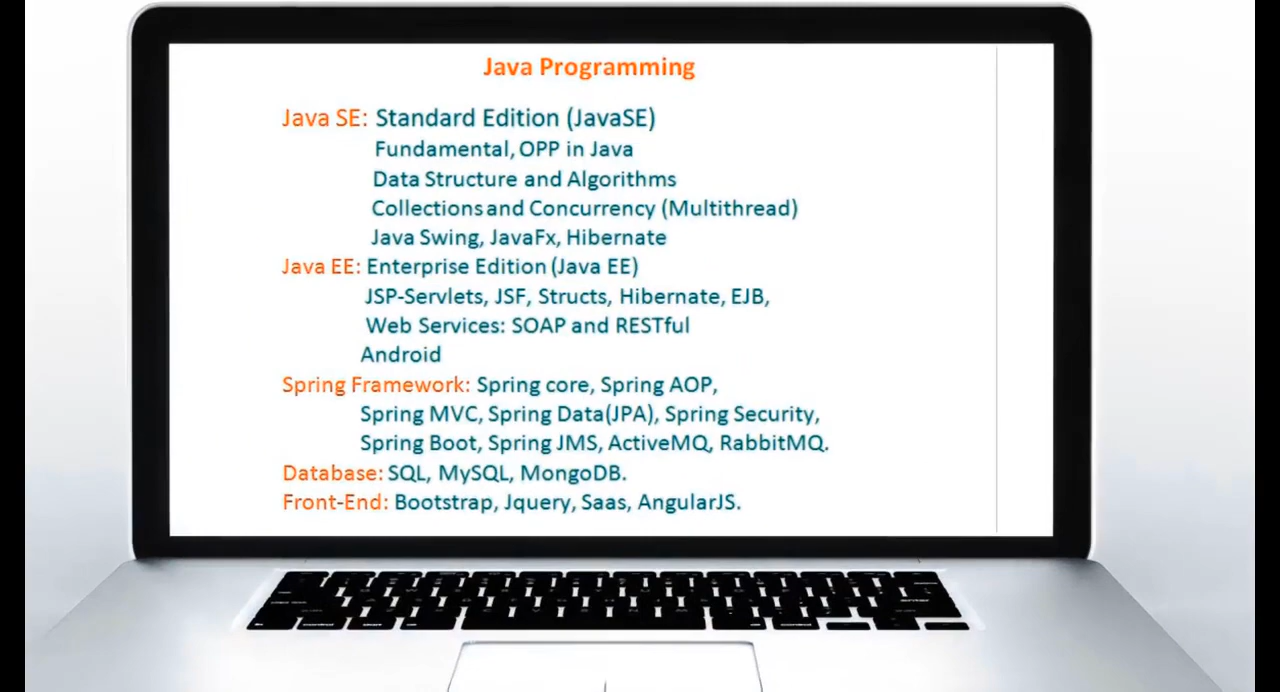 Java Programming
Java SE: Standard Edition (JavaSE)
Fundamental, OPP in Java
Data Structure and Algorithms
Collections and Concurrency (Multithread)
Java Swing, JavaFx, Hibernate
Java EE: Enterprise Edition (Java EE)
JSP-Servlets, JSF, Structs, Hibernate, EJB,
Web Services: SOAP and RESTful
Android
Spring Framework: Spring core, Spring AOP,
Spring MVC, Spring Data(JPA), Spring Security,
Spring Boot, Spring JMS, ActiveMQ, RabbitMQ.
Database: SQL, MySQL, MongoDB.
Front-End: Bootstrap, Jquery, Saas, AngularJS.